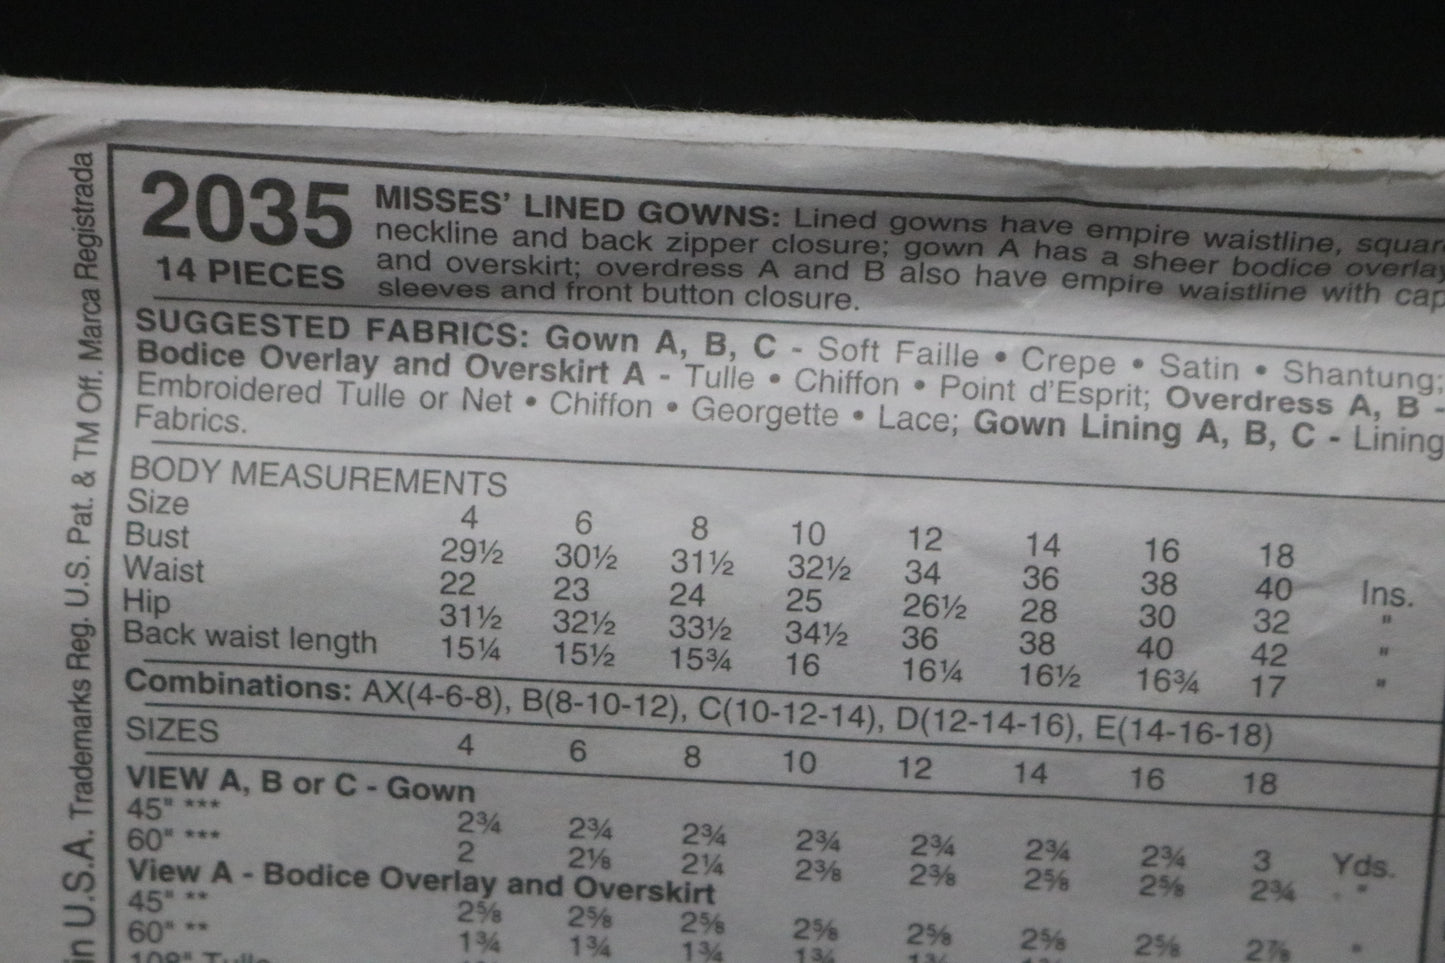 2035
14 PIECES
MISSES' LINED GOWNS: Lined gowns have empire waistline, squar
neckline and back zipper closure; gown A has a sheer bodice overlay
and overskirt; overdress A and B also have empire waistline with cap
sleeves and front button closure.
SUGGESTED FABRICS: Gown A, B, C - Soft Faille • Crepe • Satin • Shantung;
Bodice Overlay and Overskirt A - Tulle • Chiffon • Point d'Esprit; Overdress A, B -
Embroidered Tulle or Net • Chiffon • Georgette • Lace; Gown Lining A, B, C - Lining
Fabrics.
BODY MEASUREMENTS
Size 4 6 8 10 12 14 16 18
Bust 29½ 30½ 31½ 32½ 34 36 38 40 Ins.
Waist 22 23 24 25 26½ 28 30 32 "
Hip 31½ 32½ 33½ 34½ 36 38 40 42 "
Back waist length 15¼ 15½ 15¾ 16 16¼ 16½ 16¾ 17 "
Combinations: AX(4-6-8), B(8-10-12), C(10-12-14), D(12-14-16), E(14-16-18)
SIZES 4 6 8 10 12 14 16 18
VIEW A, B or C - Gown
45" *** 2¾ 2¾ 2¾ 2¾ 2¾ 2¾ 2¾ 3 Yds.
60" *** 2 2⅛ 2¼ 2⅜ 2⅜ 2⅝ 2⅝ 2¾ "
View A - Bodice Overlay and Overskirt
45" ** 2⅝ 2⅝ 2⅝ 2⅝ 2⅝ 2⅝ 2⅝ 2⅞ "
60" ** 1¾ 1¾ 1¾ 1¾ 1¾
108" Tulle
in U.S.A. Trademarks Reg. U.S. Pat. & TM Off. Marca Registrada